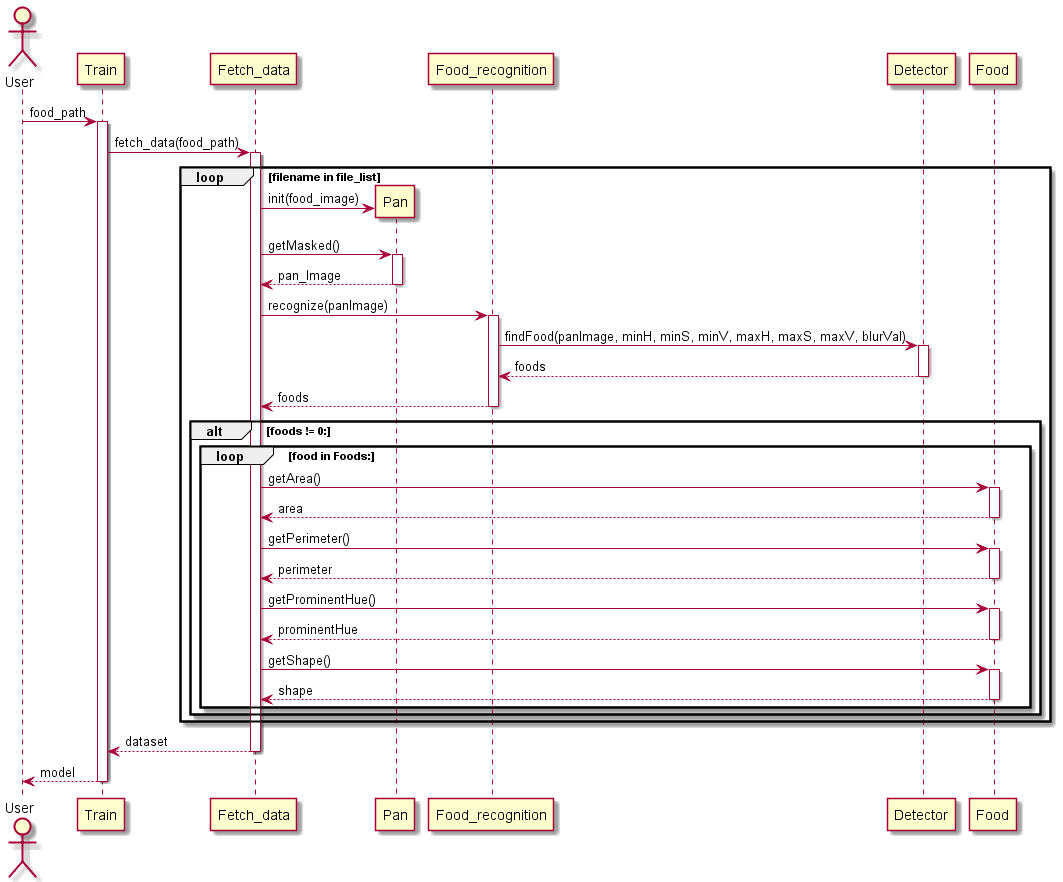 User
Train
Fetch_data
Food_recognition
Detector
Food
food_path
fetch_data(food_path)
loop [filename in file_list]
init(food_image)
Pan
getMasked()
pan_Image
recognize(panImage)
findFood(panImage, minH, minS, minV, maxH, maxS, maxV, blurVal)
foods
foods
alt [foods != 0:]
loop [food in Foods:]
getArea()
area
getPerimeter()
perimeter
getProminentHue()
prominentHue
getShape()
shape
dataset
model
User
Train
Fetch_data
Pan
Food_recognition
Detector
Food